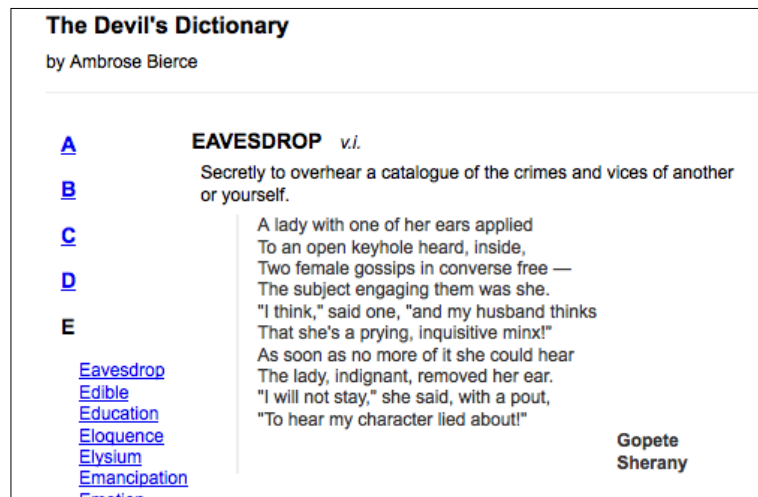 The Devil's Dictionary
by Ambrose Bierce
A
B
C
D
E
Eavesdrop
Edible
Education
Eloquence
Elysium
Emancipation
Emotion
EAVESDROP v.i.
Secretly to overhear a catalogue of the crimes and vices of another
or yourself.
A lady with one of her ears applied
To an open keyhole heard, inside,
Two female gossips in converse free —
The subject engaging them was she.
"I think," said one, "and my husband thinks
That she's a prying, inquisitive minx!"
As soon as no more of it she could hear
The lady, indignant, removed her ear.
"I will not stay," she said, with a pout,
"To hear my character lied about!"
Gopete
Sherany